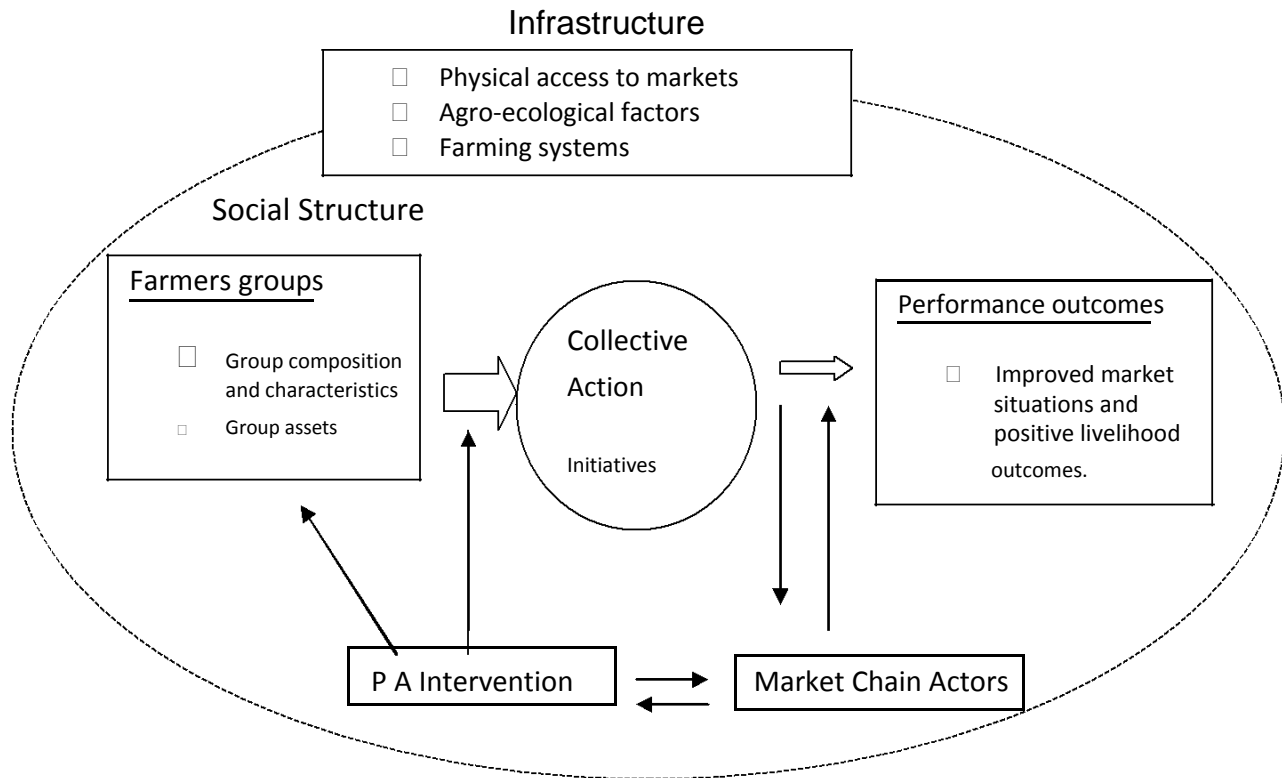 Infrastructure
Physical access to markets
Agro-ecological factors
Farming systems
Social Structure
Farmers groups
Group composition
and characteristics
Group assets
Collective
Action
Initiatives
Performance outcomes
Improved market
situations and
positive livelihood
outcomes.
P A Intervention
Market Chain Actors